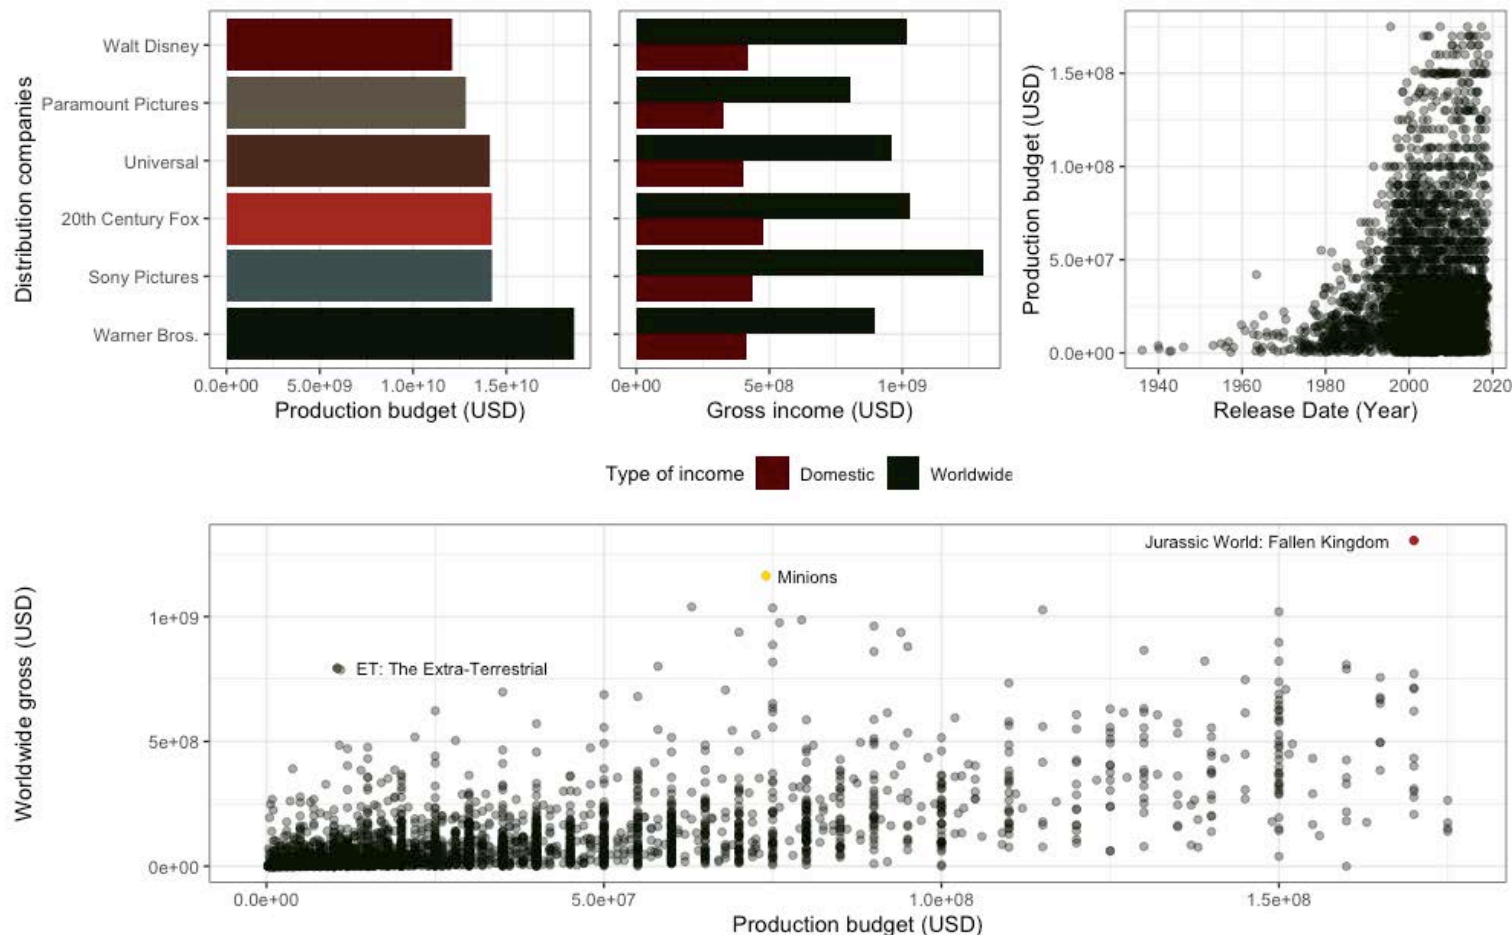 Distribution companies
Walt Disney
Paramount Pictures
Universal
20th Century Fox
Sony Pictures
Warner Bros.
0.0e+00 5.0e+09 1.0e+10 1.5e+10
Production budget (USD)
0e+00 5e+08 1e+09
Gross income (USD)
Production budget (USD)
1.5e+08
1.0e+08
5.0e+07
0.0e+00
1940 1960 1980 2000 2020
Release Date (Year)
Type of income Domestic Worldwide
Worldwide gross (USD)
1e+09
5e+08
0e+00
Jurassic World: Fallen Kingdom
Minions
ET: The Extra-Terrestrial
0.0e+00 5.0e+07 1.0e+08 1.5e+08
Production budget (USD)